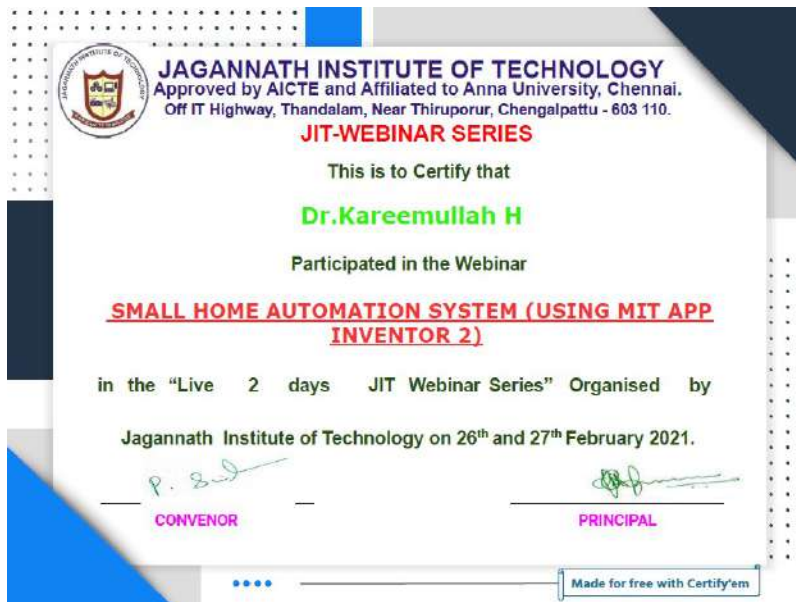 JAGANNATH INSTITUTE OF TECHNOLOGY
Approved by AICTE and Affiliated to Anna University, Chennai.
Off IT Highway, Thandalam, Near Thiruporur, Chengalpattu - 603 110.
JIT-WEBINAR SERIES
This is to Certify that
Dr.Kareemullah H
Participated in the Webinar
SMALL HOME AUTOMATION SYSTEM (USING MIT APP
INVENTOR 2)
in the “Live 2 days JIT Webinar Series” Organised by
Jagannath Institute of Technology on 26th and 27th February 2021.
CONVENOR
PRINCIPAL
Made for free with Certify'em